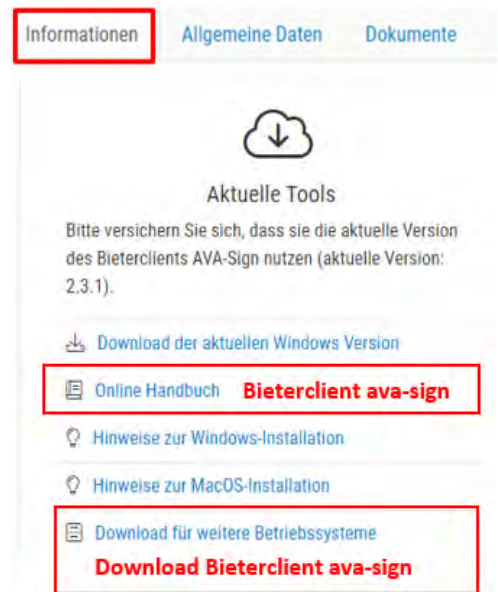 Informationen Allgemeine Daten Dokumente
Aktuelle Tools
Bitte versichern Sie sich, dass sie die aktuelle Version
des Bieterclients AVA-Sign nutzen (aktuelle Version:
2.3.1).
Download der aktuellen Windows Version
Online Handbuch Bieterclient ava-sign
Hinweise zur Windows-Installation
Hinweise zur MacOS-Installation
Download für weitere Betriebssysteme
Download Bieterclient ava-sign